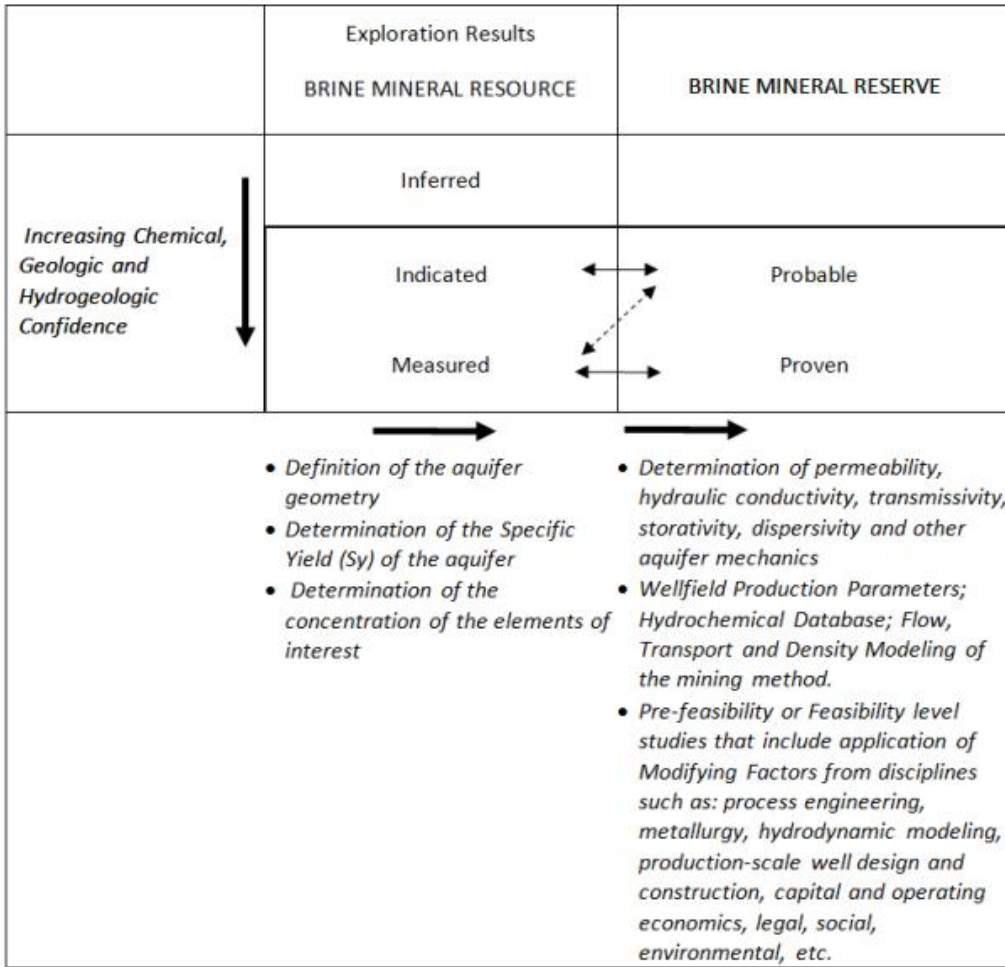 Exploration Results
BRINE MINERAL RESOURCE
BRINE MINERAL RESERVE
Increasing Chemical,
Geologic and
Hydrogeologic
Confidence
Inferred
Indicated
Probable
Measured
Proven
• Definition of the aquifer
geometry
• Determination of the Specific
Yield (Sy) of the aquifer
• Determination of the
concentration of the elements of
interest
• Determination of permeability,
hydraulic conductivity, transmissivity,
storativity, dispersivity and other
aquifer mechanics
• Wellfield Production Parameters;
Hydrochemical Database; Flow,
Transport and Density Modeling of
the mining method.
• Pre-feasibility or Feasibility level
studies that include application of
Modifying Factors from disciplines
such as: process engineering,
metallurgy, hydrodynamic modeling,
production-scale well design and
construction, capital and operating
economics, legal, social,
environmental, etc.